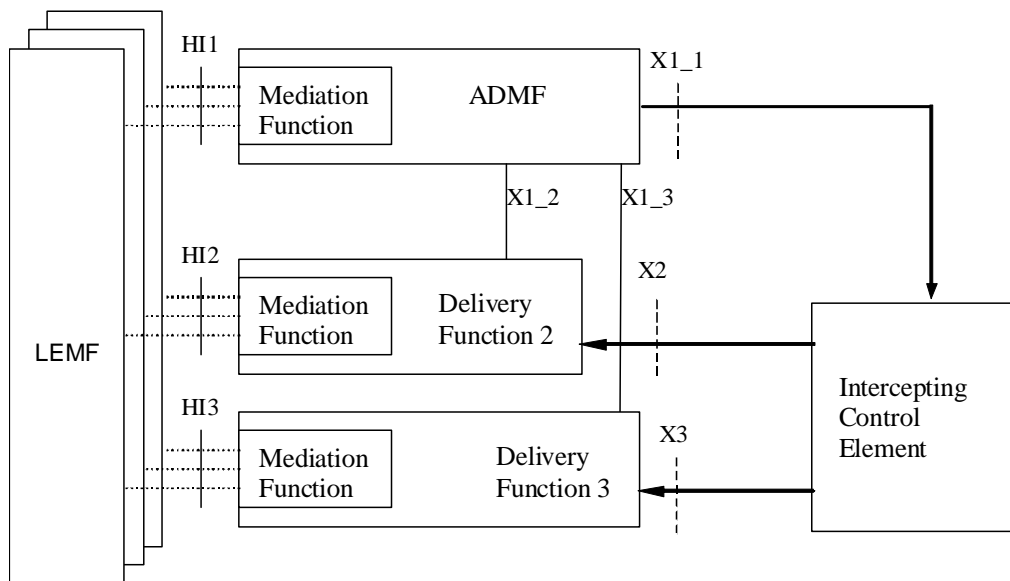 HI1
X1_1
Mediation
Function
ADMF
X1_2
X1_3
HI2
X2
Mediation
Function
Delivery
Function 2
LEMF
Intercepting
Control
Element
HI3
X3
Mediation
Function
Delivery
Function 3